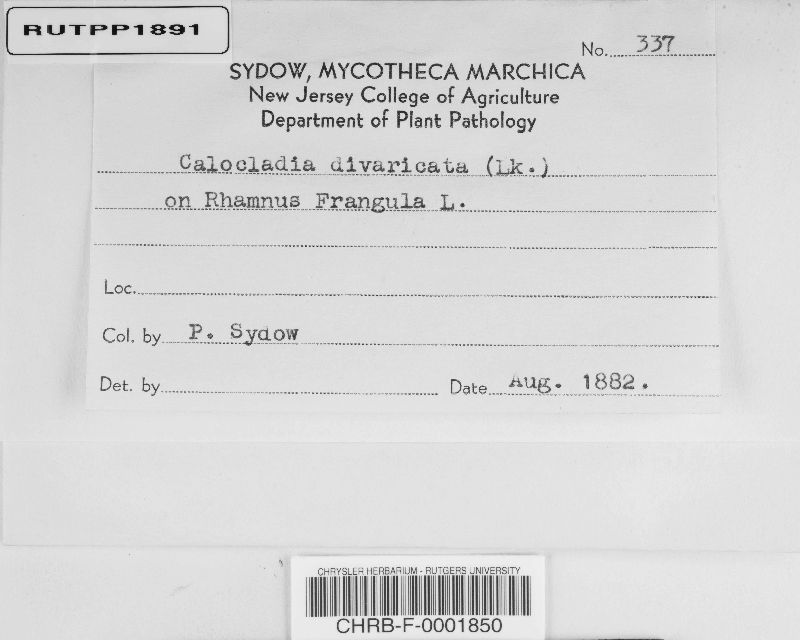 RUTPP1891
No. 337
SYDOW, MYCOTHECA MARCHICA
New Jersey College of Agriculture
Department of Plant Pathology
Calocladia divaricata (Lk.)
on Rhamnus Frangula L.
Loc.
Col. by P. Sydow
Det. by Date Aug. 1882.
CHRYSLER HERBARIUM - RUTGERS UNIVERSITY
CHRB-F-0001850